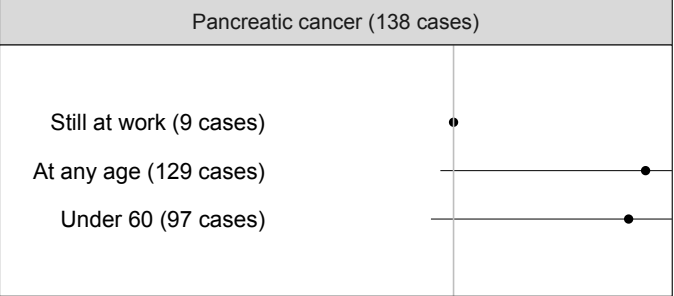 Pancreatic cancer (138 cases)
Still at work (9 cases)
At any age (129 cases)
Under 60 (97 cases)